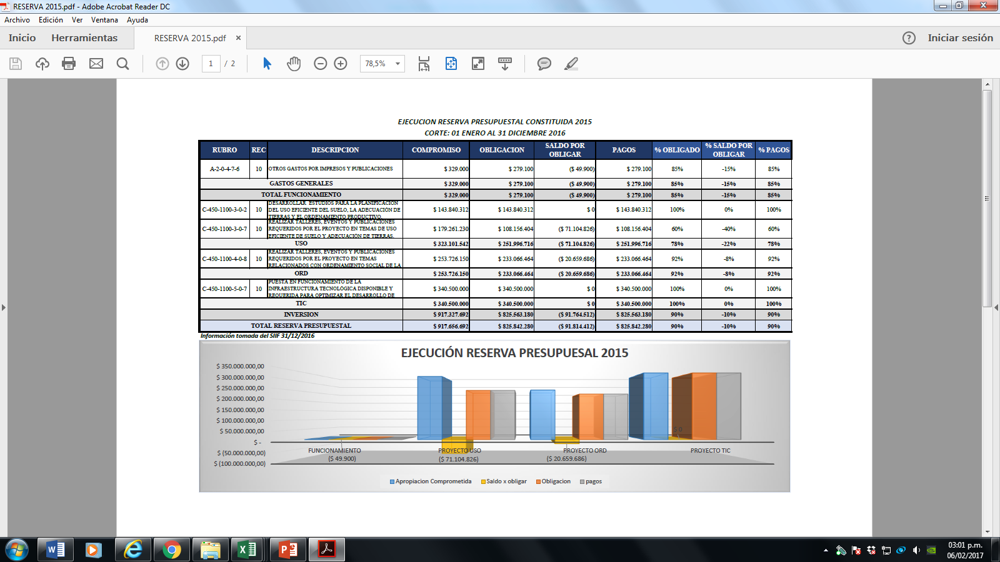 RESERVA 2015.pdf - Adobe Acrobat Reader DC
Archivo Edición Ver Ventana Ayuda
Inicio Herramientas RESERVA 2015.pdf × ? Iniciar sesión
1 / 2 78,5%
EJECUCION RESERVA PRESUPUESTAL CONSTITUIDA 2015
CORTE: 01 ENERO AL 31 DICIEMBRE 2016
RUBRO REC DESCRIPCION COMPROMISO OBLIGACION SALDO POR OBLIGAR PAGOS % OBLIGADO % SALDO POR OBLIGAR % PAGOS
A-2-0-4-7-6 10 OTROS GASTOS POR IMPRESOS Y PUBLICACIONES $ 329.000 $ 279.100 ($ 49.900) $ 279.100 85% -15% 85%
GASTOS GENERALES $ 329.000 $ 279.100 ($ 49.900) $ 279.100 85% -15% 85%
TOTAL FUNCIONAMIENTO $ 329.000 $ 279.100 ($ 49.900) $ 279.100 85% -15% 85%
DESARROLLAR ESTUDIOS PARA LA PLANIFICACIÓN
C-450-1100-3-0-2 10 DEL USO EFICIENTE DEL SUELO, LA ADECUACIÓN DE $ 143.840.312 $ 143.840.312 $ 0 $ 143.840.312 100% 0% 100%
TIERRAS Y EL ORDENAMIENTO PRODUCTIVO.
REALIZAR TALLERES, EVENTOS Y PUBLICACIONES
C-450-1100-3-0-7 10 REQUERIDOS POR EL PROYECTO EN TEMAS DE USO $ 179.261.230 $ 108.156.404 ($ 71.104.826) $ 108.156.404 60% -40% 60%
EFICIENTE DE SUELO Y ADECUACIÓN DE TIERRAS.
USO $ 323.101.542 $ 251.996.716 ($ 71.104.826) $ 251.996.716 78% -22% 78%
REALIZAR TALLERES, EVENTOS Y PUBLICACIONES
C-450-1100-4-0-8 10 REQUERIDOS POR EL PROYECTO EN TEMAS $ 253.726.150 $ 233.066.464 ($ 20.659.686) $ 233.066.464 92% -8% 92%
RELACIONADOS CON ORDENAMIENTO SOCIAL DE LA
ORD $ 253.726.150 $ 233.066.464 ($ 20.659.686) $ 233.066.464 92% -8% 92%
PUESTA EN FUNCIONAMIENTO DE LA
C-450-1100-5-0-7 10 INFRAESTRUCTURA TECNOLÓGICA DISPONIBLE Y $ 340.500.000 $ 340.500.000 $ 0 $ 340.500.000 100% 0% 100%
REQUERIDA PARA OPTIMIZAR EL DESARROLLO DE
TIC $ 340.500.000 $ 340.500.000 $ 0 $ 340.500.000 100% 0% 100%
INVERSION $ 917.327.692 $ 825.563.180 ($ 91.764.512) $ 825.563.180 90% -10% 90%
TOTAL RESERVA PRESUPUESTAL $ 917.656.692 $ 825.842.280 ($ 91.814.412) $ 825.842.280 90% -10% 90%
Información tomada del SIIF 31/12/2016
EJECUCIÓN RESERVA PRESUPUESAL 2015
$ 350.000.000,00
$ 300.000.000,00
$ 250.000.000,00
$ 200.000.000,00
$ 150.000.000,00
$ 100.000.000,00
$ 50.000.000,00
$ -
$ (50.000.000,00)
$ (100.000.000,00)
$ 0
FUNCIONAMIENTO PROYECTO USO PROYECTO ORD PROYECTO TIC
($ 49.900) ($ 71.104.826) ($ 20.659.686)
Apropiacion Comprometida Saldo x obligar Obligacion pagos
03:01 p.m.
06/02/2017